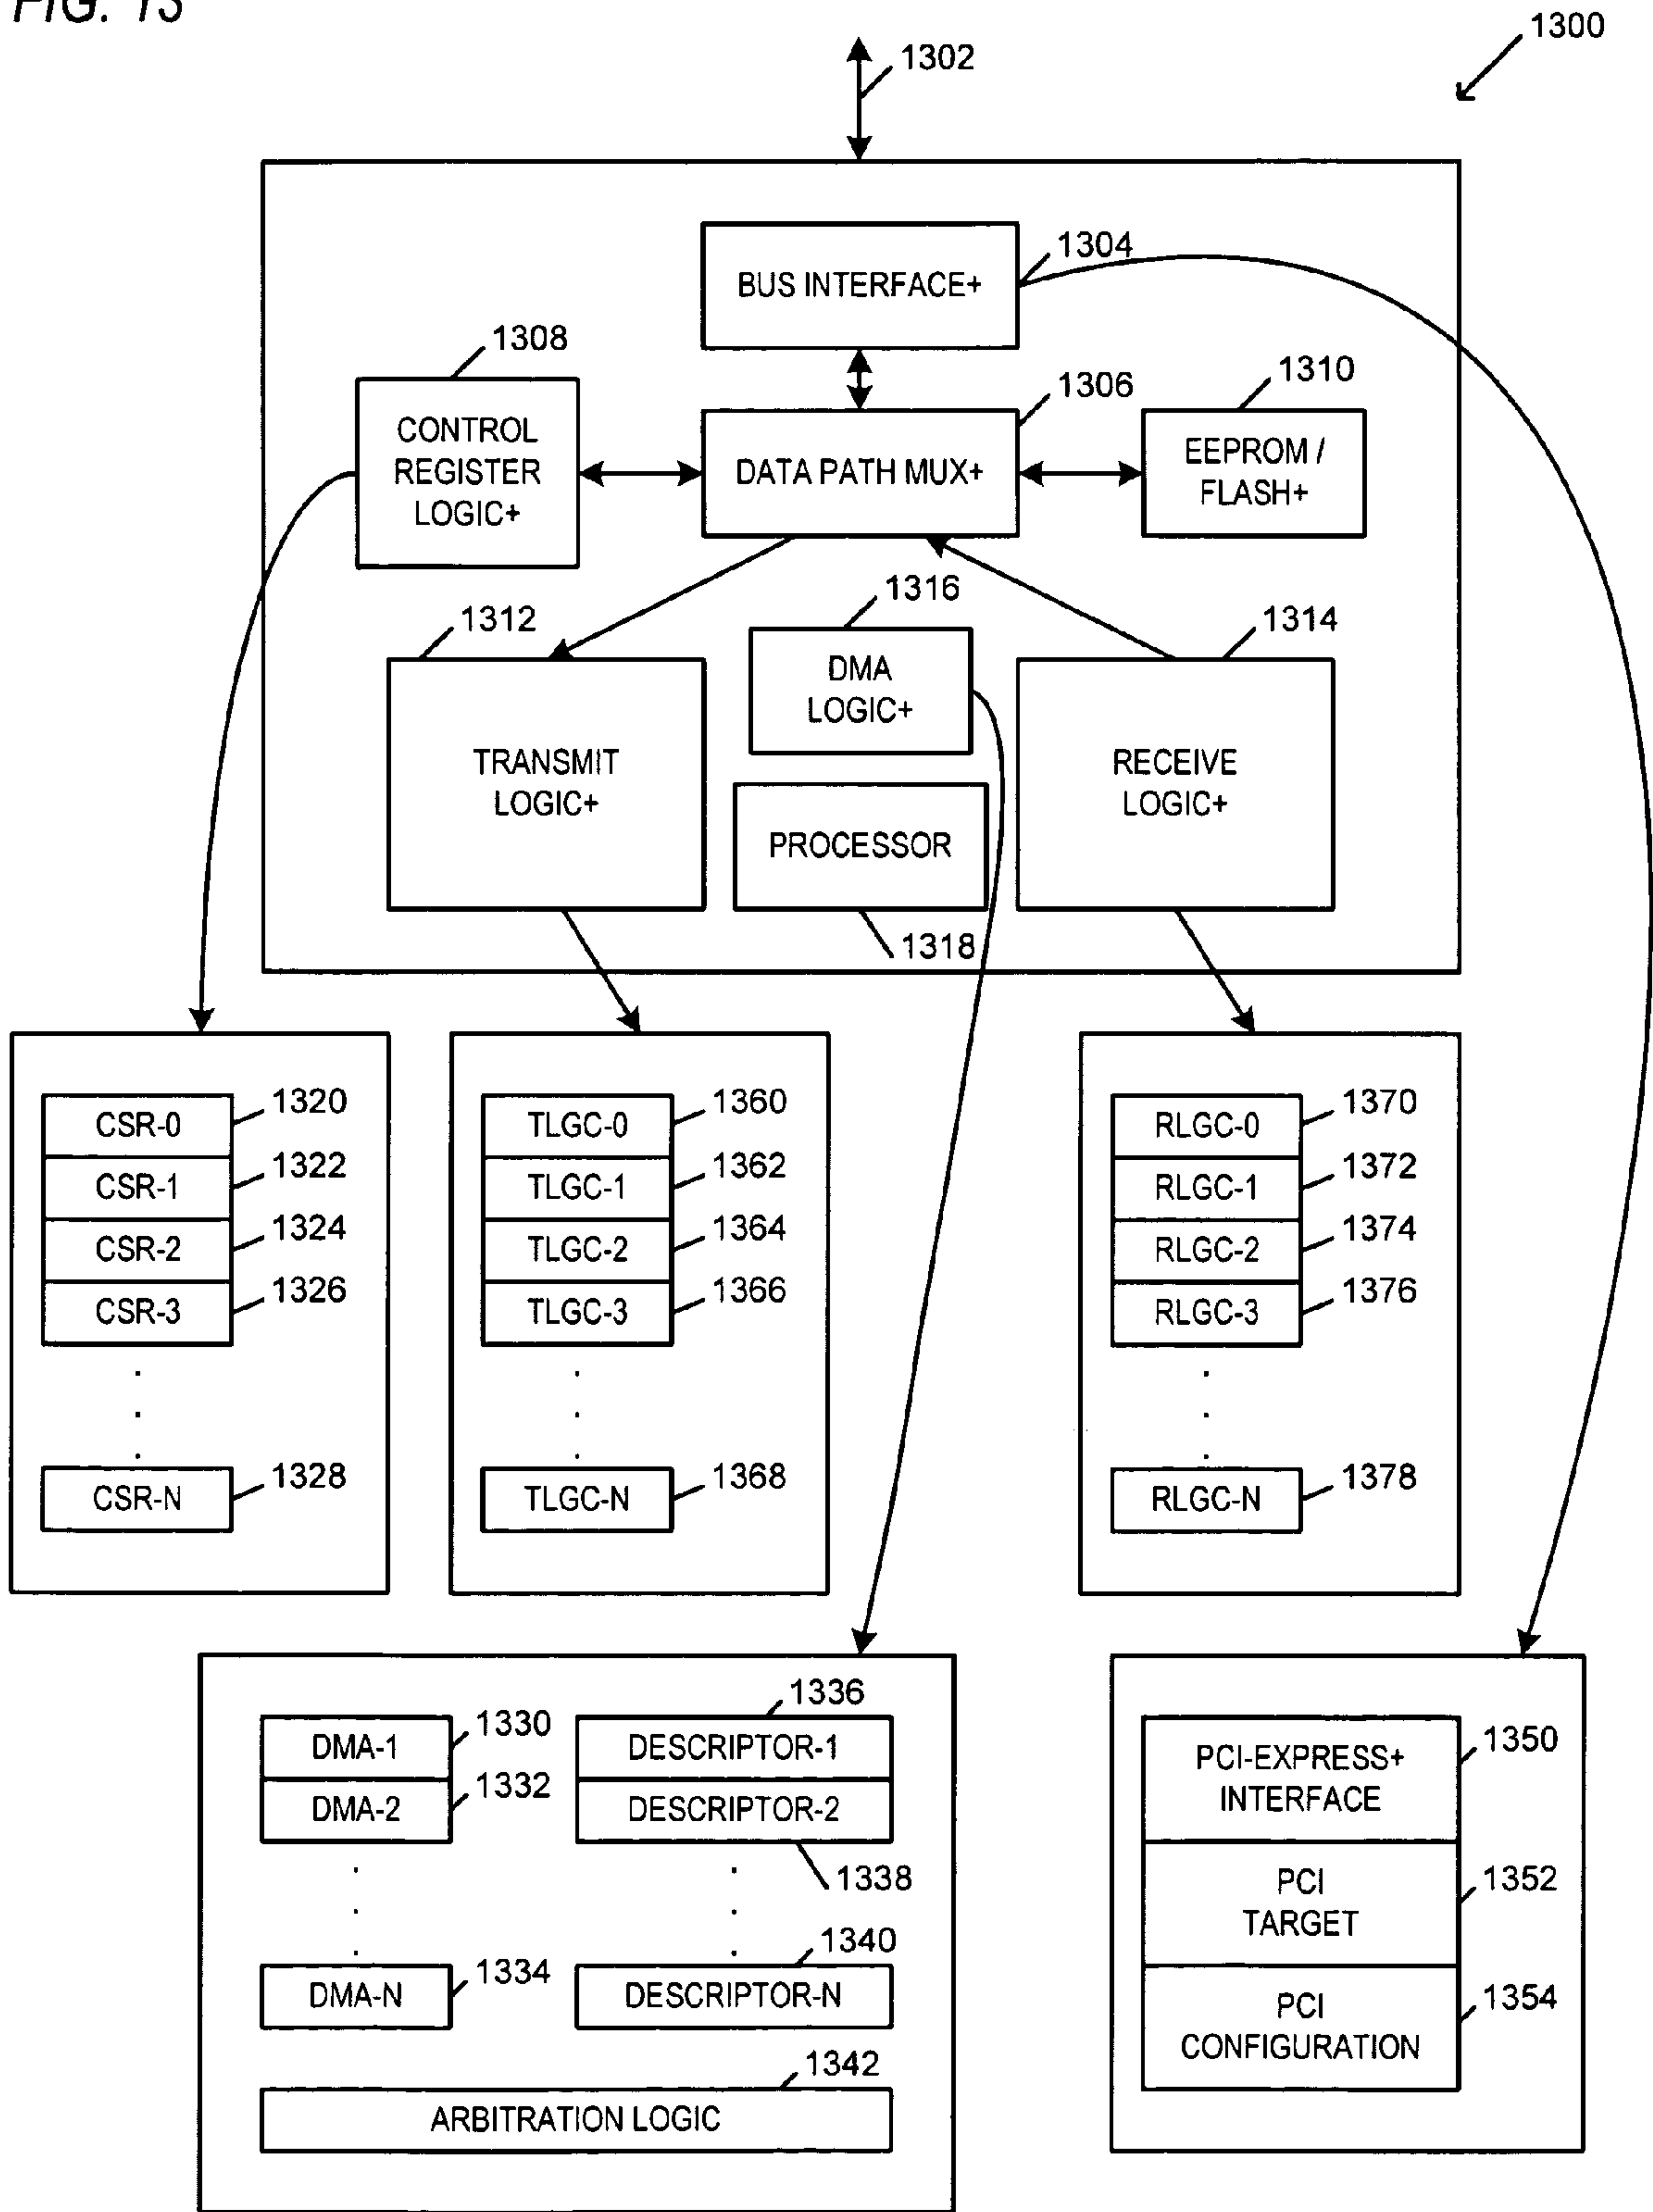 FIG. 13
1300
1302
1304
BUS INTERFACE+
1308
1306
1310
CONTROL
REGISTER
LOGIC+
DATA PATH MUX+
EEPROM /
FLASH+
1312
1316
1314
TRANSMIT
LOGIC+
DMA
LOGIC+
RECEIVE
LOGIC+
PROCESSOR
1318
CSR-0
1320
CSR-1
1322
CSR-2
1324
CSR-3
1326
.
.
.
CSR-N
1328
TLGC-0
1360
TLGC-1
1362
TLGC-2
1364
TLGC-3
1366
.
.
.
TLGC-N
1368
RLGC-0
1370
RLGC-1
1372
RLGC-2
1374
RLGC-3
1376
.
.
.
RLGC-N
1378
DMA-1
1330
DMA-2
1332
.
.
.
DMA-N
1334
1336
DESCRIPTOR-1
DESCRIPTOR-2
1338
.
.
.
1340
DESCRIPTOR-N
1342
ARBITRATION LOGIC
PCI-EXPRESS+
INTERFACE
1350
PCI
TARGET
1352
PCI
CONFIGURATION
1354